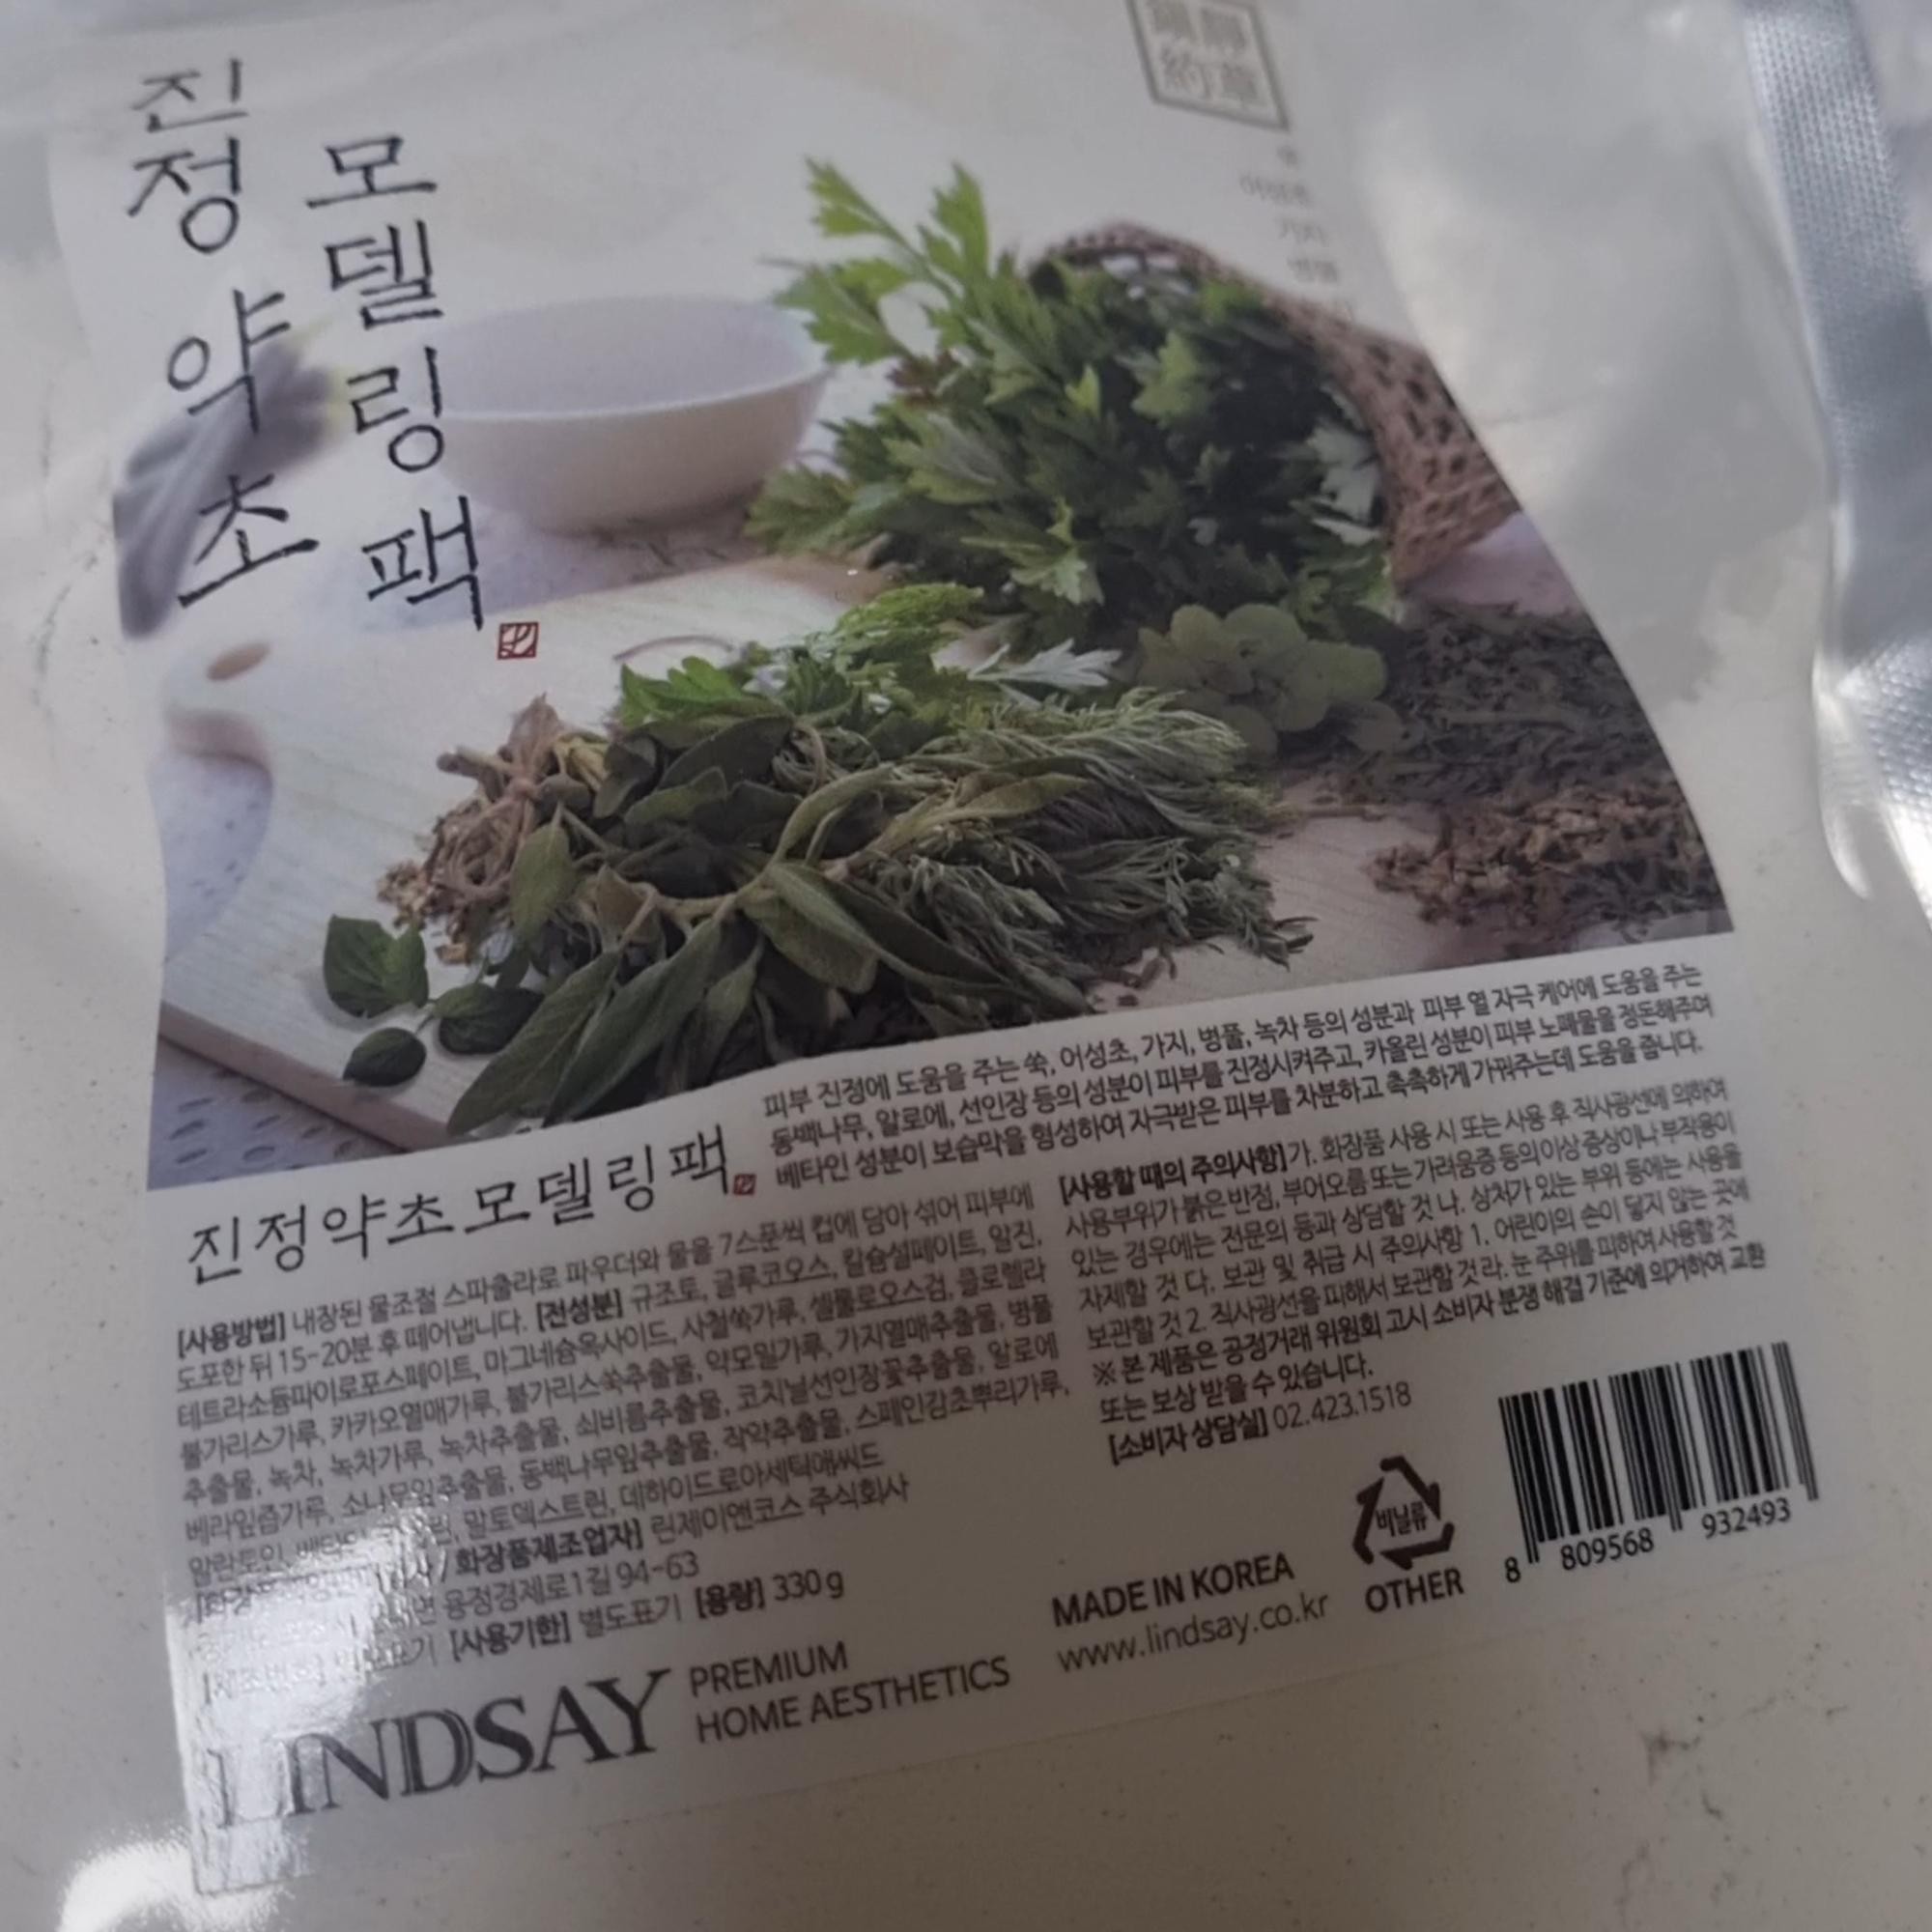 진정 약초
모델링팩
어성초
가지
병풀
피부 진정에 도움을 주는 쑥, 어성초, 가지, 병풀, 녹차 등의 성분과 피부 열 자극 케어에 도움을 주는
동백나무, 알로에, 선인장 등의 성분이 피부를 진정시켜주고, 카올린 성분이 피부 노폐물을 정돈해주며
베타인 성분이 보습막을 형성하여 자극받은 피부를 차분하고 촉촉하게 가꿔주는데 도움을 줍니다.
진정약초모델링팩
[사용방법] 내장된 물조절 스파출라로 파우더와 물을 7스푼씩 컵에 담아 섞어 피부에
도포한 뒤 15-20분 후 떼어냅니다. [전성분] 규조토, 글루코오스, 칼슘설페이트, 알진,
테트라소듐파이로포스페이트, 마그네슘옥사이드, 사철쑥가루, 셀룰로오스검, 클로렐라
불가리스가루, 카카오열매가루, 불가리스쑥추출물, 약모밀가루, 가지열매추출물, 병풀
추출물, 녹차, 녹차가루, 녹차추출물, 쇠비름추출물, 코치닐선인장꽃추출물, 알로에
베라잎즙가루, 소나무잎추출물, 동백나무잎추출물, 작약추출물, 스페인감초뿌리가루,
알란토인, 말토덱스트린, 데하이드로아세틱애씨드
/ 화장품제조업자] 린제이앤코스 주식회사
용정경제로1길 94-63
[사용기한] 별도표기 [용량] 330g
[사용할 때의 주의사항] 가. 화장품 사용 시 또는 사용 후 직사광선에 의하여
사용부위가 붉은 반점, 부어오름 또는 가려움증 등의 이상 증상이나 부작용이
있는 경우에는 전문의 등과 상담할 것 나. 상처가 있는 부위 등에는 사용을
자제할 것 다. 보관 및 취급 시 주의사항 1. 어린이의 손이 닿지 않는 곳에
보관할 것 2. 직사광선을 피해서 보관할 것 라. 눈 주위를 피하여 사용할 것
※ 본 제품은 공정거래 위원회 고시 소비자 분쟁 해결 기준에 의거하여 교환
또는 보상 받을 수 있습니다.
[소비자 상담실] 02.423.1518
LINDSAY
PREMIUM
HOME AESTHETICS
MADE IN KOREA
www.lindsay.co.kr
비닐류
OTHER
8 809568 932493